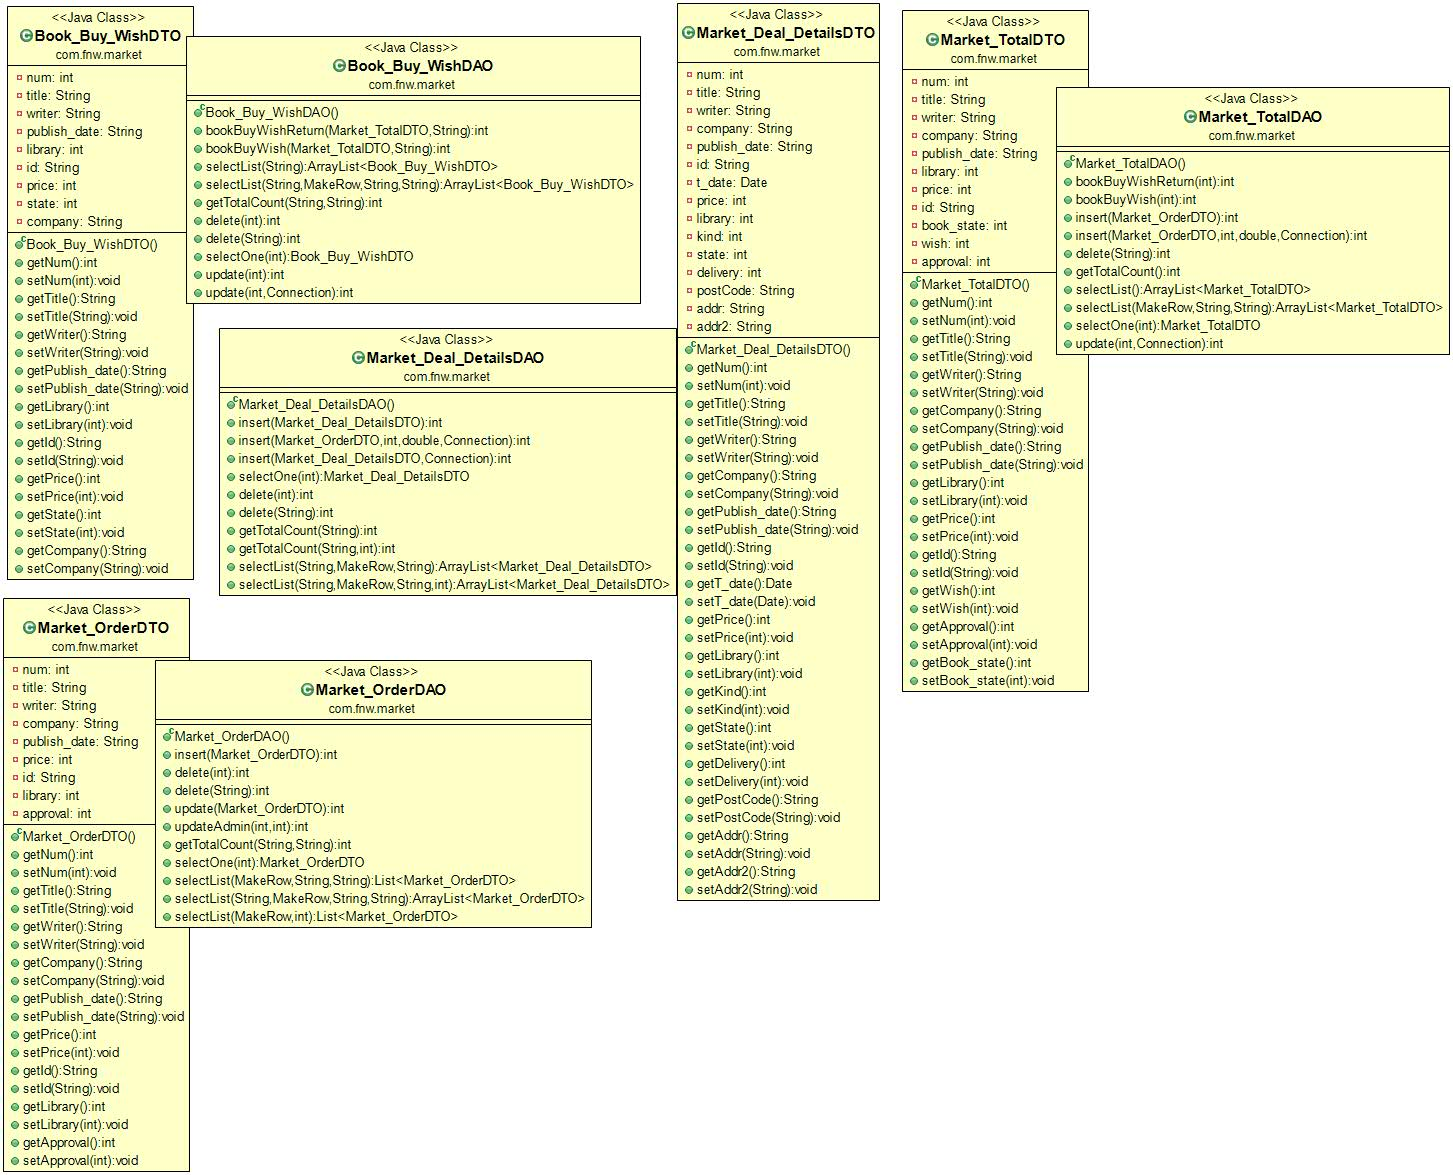 <<Java Class>>
Book_Buy_WishDTO
com.fnw.market
num: int
title: String
writer: String
publish_date: String
library: int
id: String
price: int
state: int
company: String
Book_Buy_WishDTO()
getNum():int
setNum(int):void
getTitle():String
setTitle(String):void
getWriter():String
setWriter(String):void
getPublish_date():String
setPublish_date(String):void
getLibrary():int
setLibrary(int):void
getId():String
setId(String):void
getPrice():int
setPrice(int):void
getState():int
setState(int):void
getCompany():String
setCompany(String):void
<<Java Class>>
Book_Buy_WishDAO
com.fnw.market
Book_Buy_WishDAO()
bookBuyWishReturn(Market_TotalDTO,String):int
bookBuyWish(Market_TotalDTO,String):int
selectList(String):ArrayList<Book_Buy_WishDTO>
selectList(String,MakeRow,String,String):ArrayList<Book_Buy_WishDTO>
getTotalCount(String,String):int
delete(int):int
delete(String):int
selectOne(int):Book_Buy_WishDTO
update(int):int
update(int,Connection):int
<<Java Class>>
Market_Deal_DetailsDAO
com.fnw.market
Market_Deal_DetailsDAO()
insert(Market_Deal_DetailsDTO):int
insert(Market_OrderDTO,int,double,Connection):int
insert(Market_Deal_DetailsDTO,Connection):int
selectOne(int):Market_Deal_DetailsDTO
delete(int):int
delete(String):int
getTotalCount(String):int
getTotalCount(String,int):int
selectList(String,MakeRow,String):ArrayList<Market_Deal_DetailsDTO>
selectList(String,MakeRow,String,int):ArrayList<Market_Deal_DetailsDTO>
<<Java Class>>
Market_Deal_DetailsDTO
com.fnw.market
num: int
title: String
writer: String
company: String
publish_date: String
id: String
t_date: Date
price: int
library: int
kind: int
state: int
delivery: int
postCode: String
addr: String
addr2: String
Market_Deal_DetailsDTO()
getNum():int
setNum(int):void
getTitle():String
setTitle(String):void
getWriter():String
setWriter(String):void
getCompany():String
setCompany(String):void
getPublish_date():String
setPublish_date(String):void
getId():String
setId(String):void
getT_date():Date
setT_date(Date):void
getPrice():int
setPrice(int):void
getLibrary():int
setLibrary(int):void
getKind():int
setKind(int):void
getState():int
setState(int):void
getDelivery():int
setDelivery(int):void
getPostCode():String
setPostCode(String):void
getAddr():String
setAddr(String):void
getAddr2():String
setAddr2(String):void
<<Java Class>>
Market_TotalDTO
com.fnw.market
num: int
title: String
writer: String
company: String
publish_date: String
library: int
price: int
id: String
book_state: int
wish: int
approval: int
Market_TotalDTO()
getNum():int
setNum(int):void
getTitle():String
setTitle(String):void
getWriter():String
setWriter(String):void
getCompany():String
setCompany(String):void
getPublish_date():String
setPublish_date(String):void
getLibrary():int
setLibrary(int):void
getPrice():int
setPrice(int):void
getId():String
setId(String):void
getWish():int
setWish(int):void
getApproval():int
setApproval(int):void
getBook_state():int
setBook_state(int):void
<<Java Class>>
Market_TotalDAO
com.fnw.market
Market_TotalDAO()
bookBuyWishReturn(int):int
bookBuyWish(int):int
insert(Market_OrderDTO):int
insert(Market_OrderDTO,int,double,Connection):int
delete(String):int
getTotalCount():int
selectList():ArrayList<Market_TotalDTO>
selectList(MakeRow,String,String):ArrayList<Market_TotalDTO>
selectOne(int):Market_TotalDTO
update(int,Connection):int
<<Java Class>>
Market_OrderDTO
com.fnw.market
num: int
title: String
writer: String
company: String
publish_date: String
price: int
id: String
library: int
approval: int
Market_OrderDTO()
getNum():int
setNum(int):void
getTitle():String
setTitle(String):void
getWriter():String
setWriter(String):void
getCompany():String
setCompany(String):void
getPublish_date():String
setPublish_date(String):void
getPrice():int
setPrice(int):void
getId():String
setId(String):void
getLibrary():int
setLibrary(int):void
getApproval():int
setApproval(int):void
<<Java Class>>
Market_OrderDAO
com.fnw.market
Market_OrderDAO()
insert(Market_OrderDTO):int
delete(int):int
delete(String):int
update(Market_OrderDTO):int
updateAdmin(int,int):int
getTotalCount(String,String):int
selectOne(int):Market_OrderDTO
selectList(MakeRow,String,String):List<Market_OrderDTO>
selectList(String,MakeRow,String,String):ArrayList<Market_OrderDTO>
selectList(MakeRow,int):List<Market_OrderDTO>